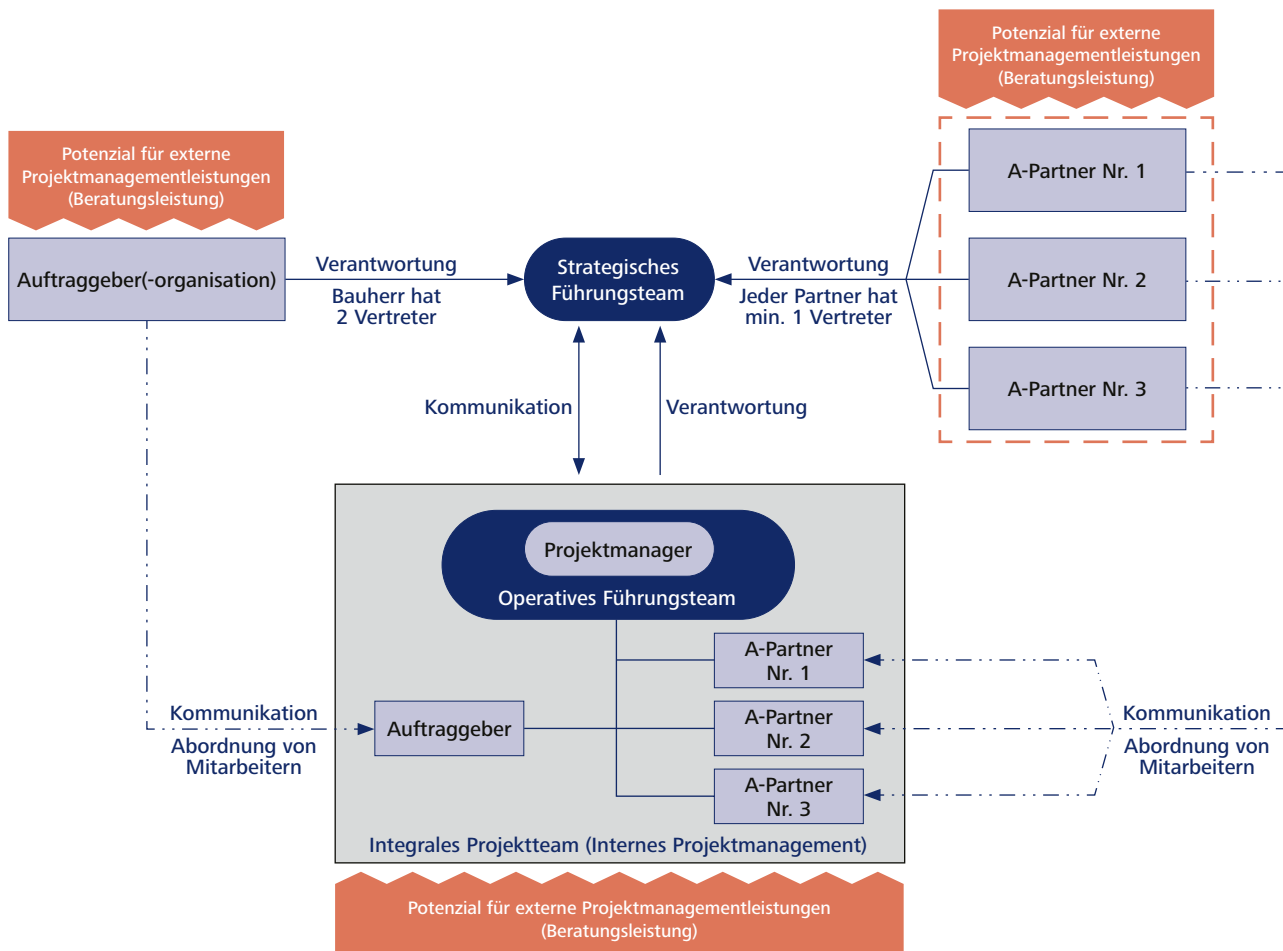 Potenzial für externe
Projektmanagementleistungen
(Beratungsleistung)
Potenzial für externe
Projektmanagementleistungen
(Beratungsleistung)
A-Partner Nr. 1
Auftraggeber(-organisation)
Verantwortung
Bauherr hat
2 Vertreter
Strategisches
Führungsteam
Verantwortung
Jeder Partner hat
min. 1 Vertreter
A-Partner Nr. 2
A-Partner Nr. 3
Kommunikation
Verantwortung
Projektmanager
Operatives Führungsteam
A-Partner
Nr. 1
Kommunikation
Abordnung von
Mitarbeitern
Auftraggeber
A-Partner
Nr. 2
Kommunikation
Abordnung von
Mitarbeitern
A-Partner
Nr. 3
Integrales Projektteam (Internes Projektmanagement)
Potenzial für externe Projektmanagementleistungen
(Beratungsleistung)